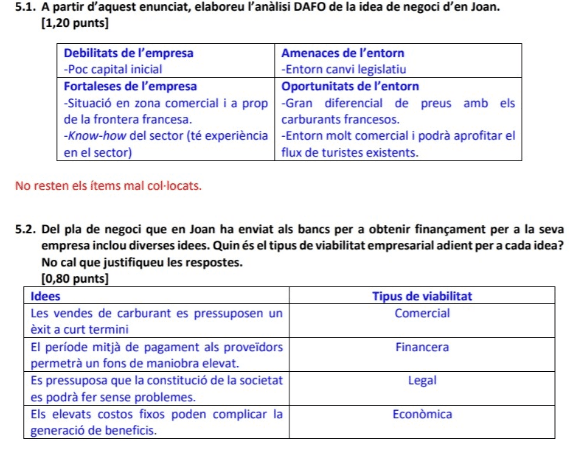 5.1. A partir d'aquest enunciat, elaboreu l'anàlisi DAFO de la idea de negoci d'en Joan.
[1,20 punts]
Debilitats de l'empresa
-Poc capital inicial
Amenaces de l'entorn
-Entorn canvi legislatiu
Fortaleses de l'empresa
-Situació en zona comercial i a prop
de la frontera francesa.
-Know-how del sector (té experiència
en el sector)
Oportunitats de l'entorn
-Gran diferencial de preus amb els
carburants francesos.
-Entorn molt comercial i podrà aprofitar el
flux de turistes existents.
No resten els ítems mal col·locats.
5.2. Del pla de negoci que en Joan ha enviat als bancs per a obtenir finançament per a la seva
empresa inclou diverses idees. Quin és el tipus de viabilitat empresarial adient per a cada idea?
No cal que justifiqueu les respostes.
[0,80 punts]
Idees
Tipus de viabilitat
Les vendes de carburant es pressuposen un
èxit a curt termini
Comercial
El període mitjà de pagament als proveïdors
permetrà un fons de maniobra elevat.
Financera
Es pressuposa que la constitució de la societat
es podrà fer sense problemes.
Legal
Els elevats costos fixos poden complicar la
generació de beneficis.
Econòmica